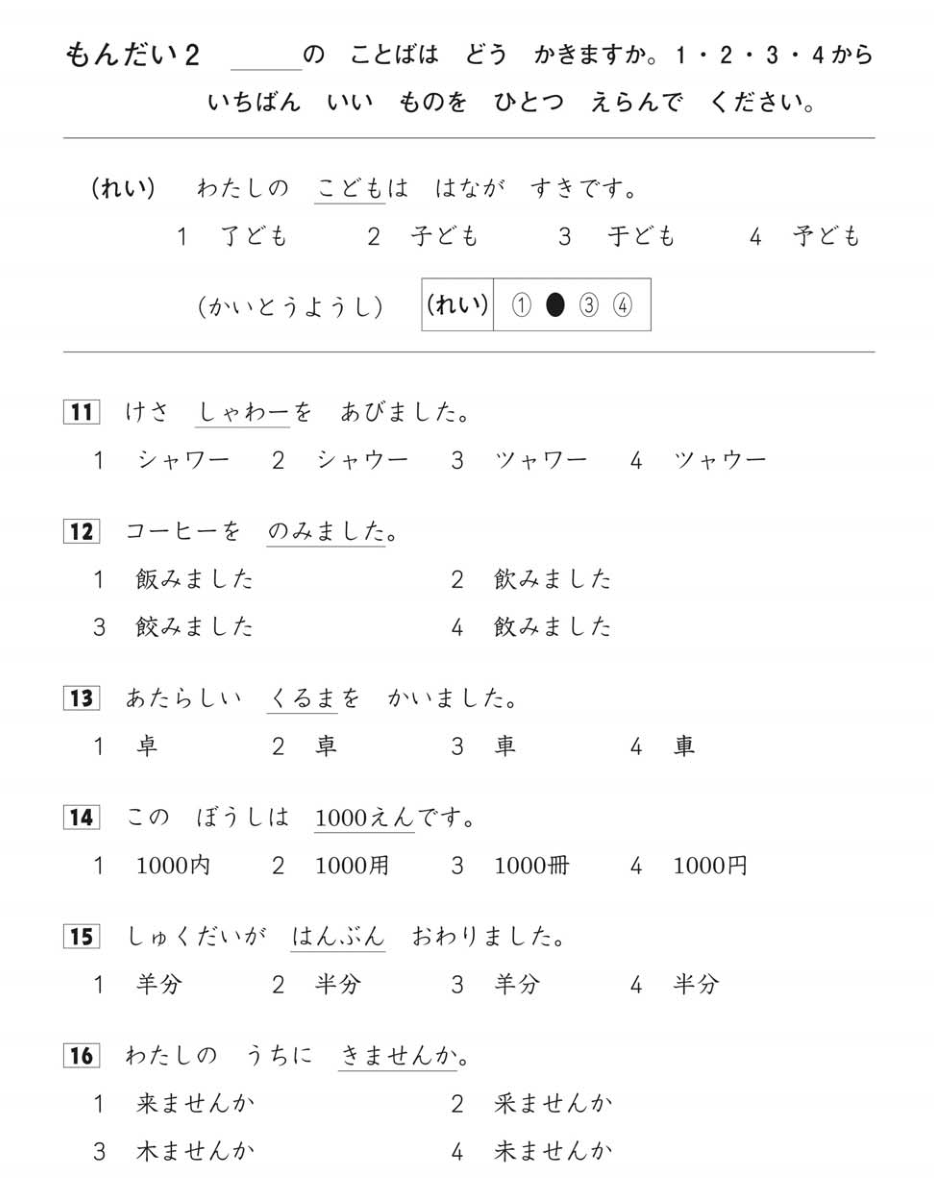 もんだい2 ＿＿＿の ことばは どう かきますか。1・2・3・4から
いちばん いい ものを ひとつ えらんで ください。
(れい) わたしの こどもは はなが すきです。
1 了ども 2 子ども 3 于ども 4 予ども
(かいとうようし) (れい) ① ● ③ ④
11 けさ しゃわーを あびました。
1 シャワー 2 シャウー 3 ツャワー 4 ツャウー
12 コーヒーを のみました。
1 飯みました 2 飲みました
3 餃みました 4 飲みました
13 あたらしい くるまを かいました。
1 卓 2 3 車 4
14 この ぼうしは 1000えんです。
1 1000内 2 1000用 3 1000冊 4 1000円
15 しゅくだいが はんぶん おわりました。
1 羊分 2 半分 3 羊分 4 半分
16 わたしの うちに きませんか。
1 来ませんか 2 ませんか
3 木ませんか 4 未ませんか